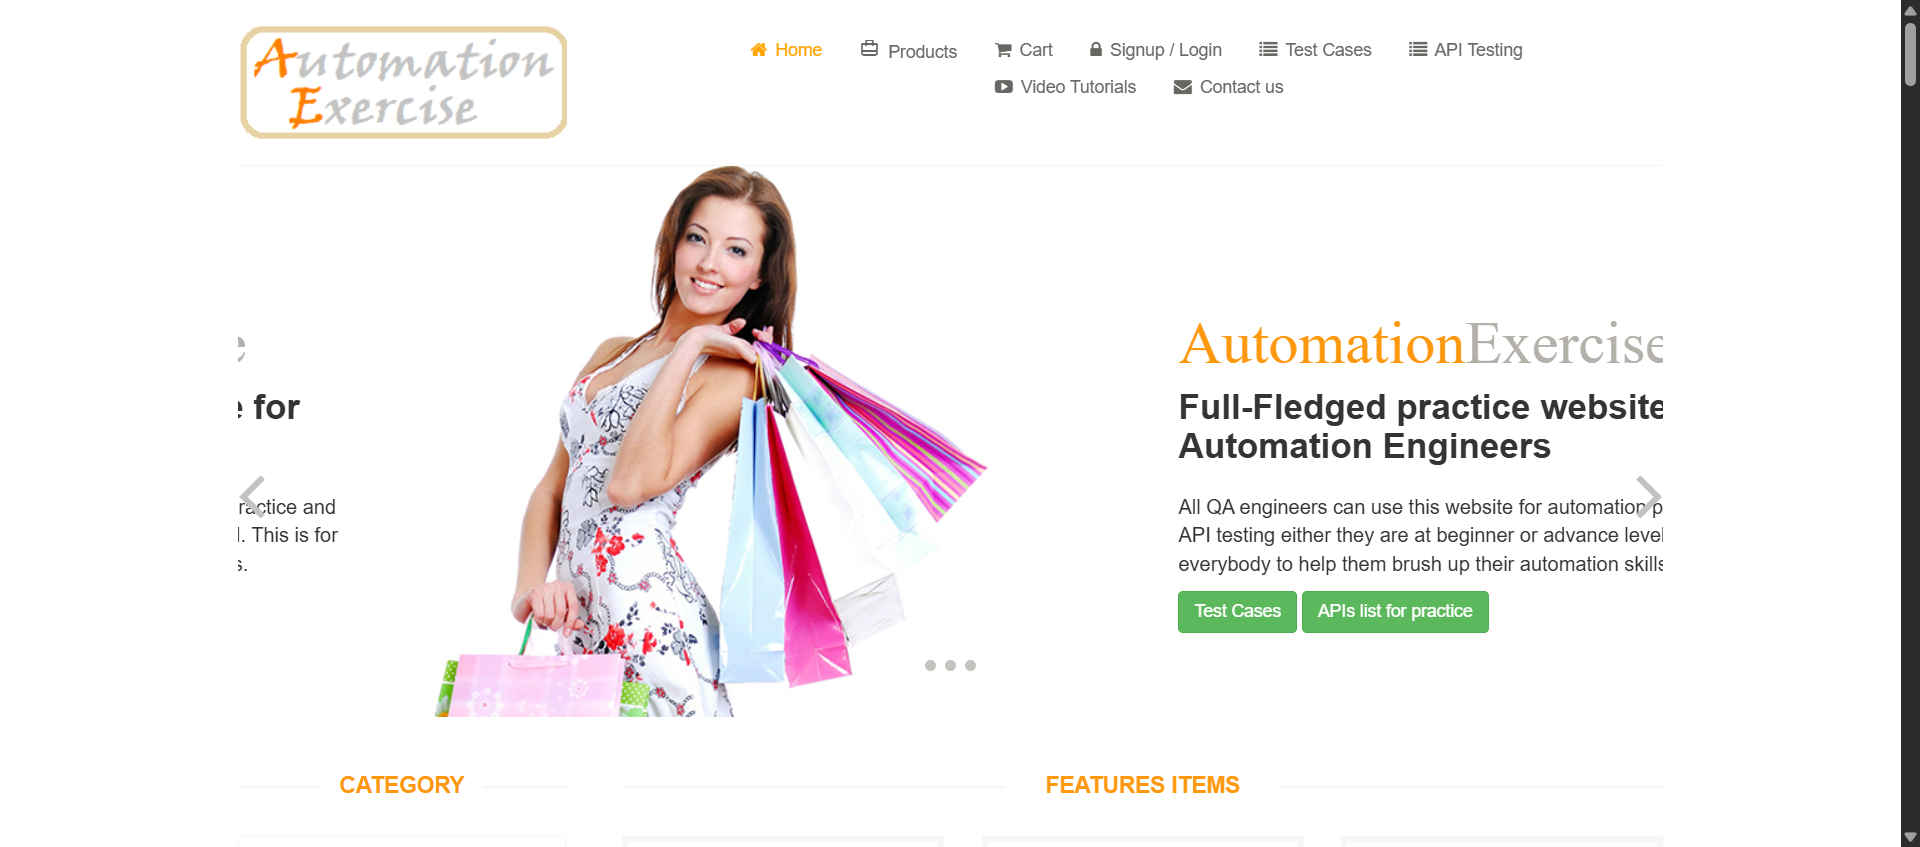 Automation
Exercise
Home
Products
Cart
Signup / Login
Test Cases
API Testing
Video Tutorials
Contact us
e
e for
ractice and
l. This is for
s.
AutomationExercise
Full-Fledged practice website
Automation Engineers
All QA engineers can use this website for automation p
API testing either they are at beginner or advance level
everybody to help them brush up their automation skills
Test Cases
APIs list for practice
CATEGORY
FEATURES ITEMS